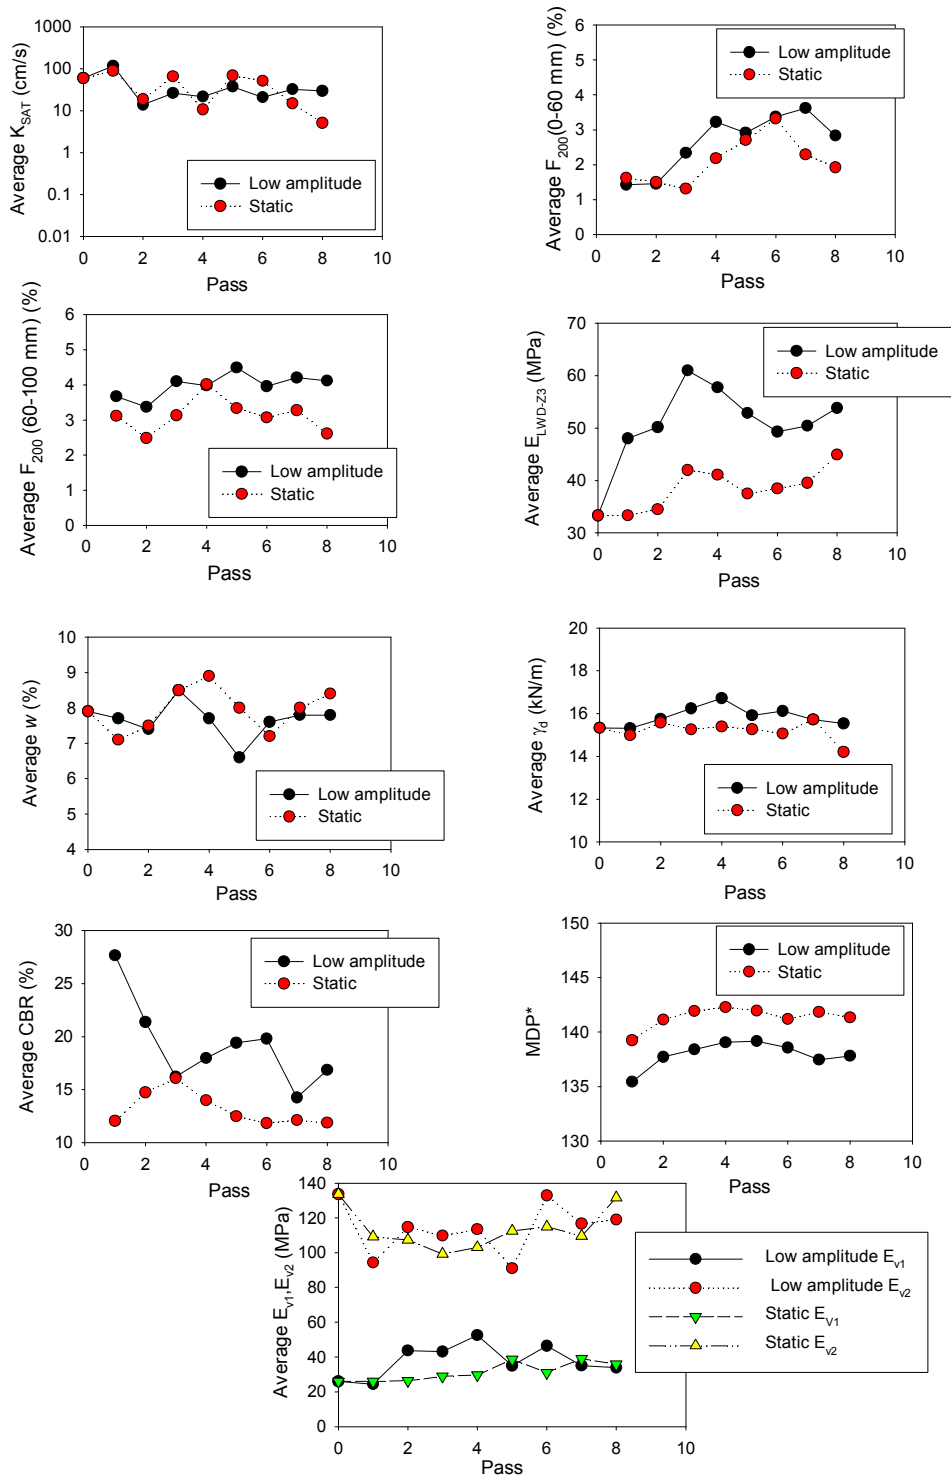 Average K_SAT (cm/s)
1000
100
10
1
0.1
0.01
0 2 4 6 8 10
Pass
Low amplitude
Static
Average F_200(0-60 mm) (%)
6
5
4
3
2
1
0
0 2 4 6 8 10
Pass
Low amplitude
Static
Average F_200 (60-100 mm) (%)
6
5
4
3
2
1
0
0 2 4 6 8 10
Pass
Low amplitude
Static
Average E_LWD-Z3 (MPa)
70
60
50
40
30
0 2 4 6 8 10
Pass
Low amplitude
Static
Average w (%)
10
9
8
7
6
5
4
0 2 4 6 8 10
Pass
Low amplitude
Static
Average γ_d (kN/m)
20
18
16
14
12
10
0 2 4 6 8 10
Pass
Low amplitude
Static
Average CBR (%)
30
25
20
15
10
0 2 4 6 8 10
Pass
Low amplitude
Static
MDP*
150
145
140
135
130
0 2 4 6 8 10
Pass
Low amplitude
Static
Average E_v1,E_v2 (MPa)
140
120
100
80
60
40
20
0
0 2 4 6 8 10
Pass
Low amplitude E_v1
Low amplitude E_v2
Static E_V1
Static E_v2